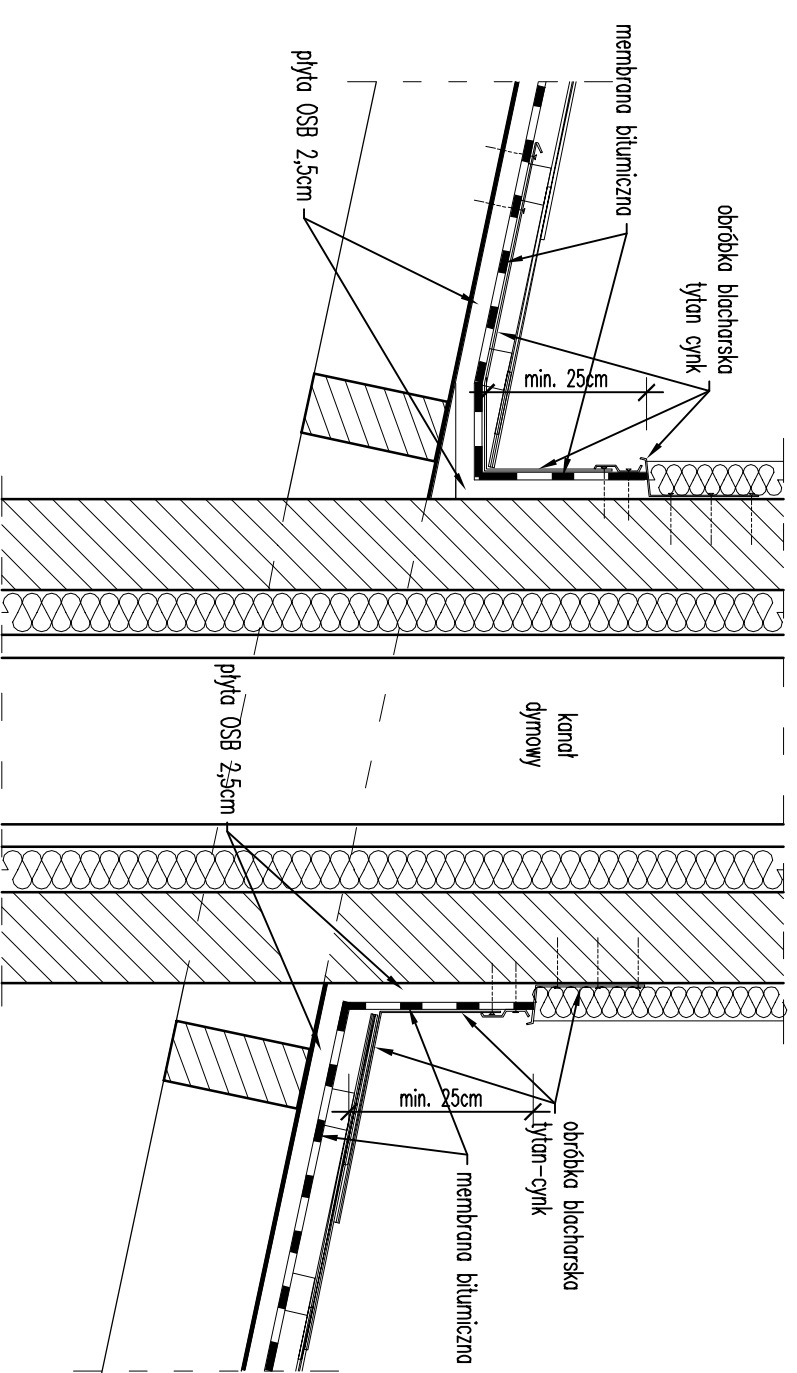 płyta OSB 2,5cm
membrana bitumiczna
obróbka blacharska
tytan cynk
min. 25cm
kanał
dymowy
płyta OSB 2,5cm
min. 25cm
obróbka blacharska
tytan-cynk
membrana bitumiczna